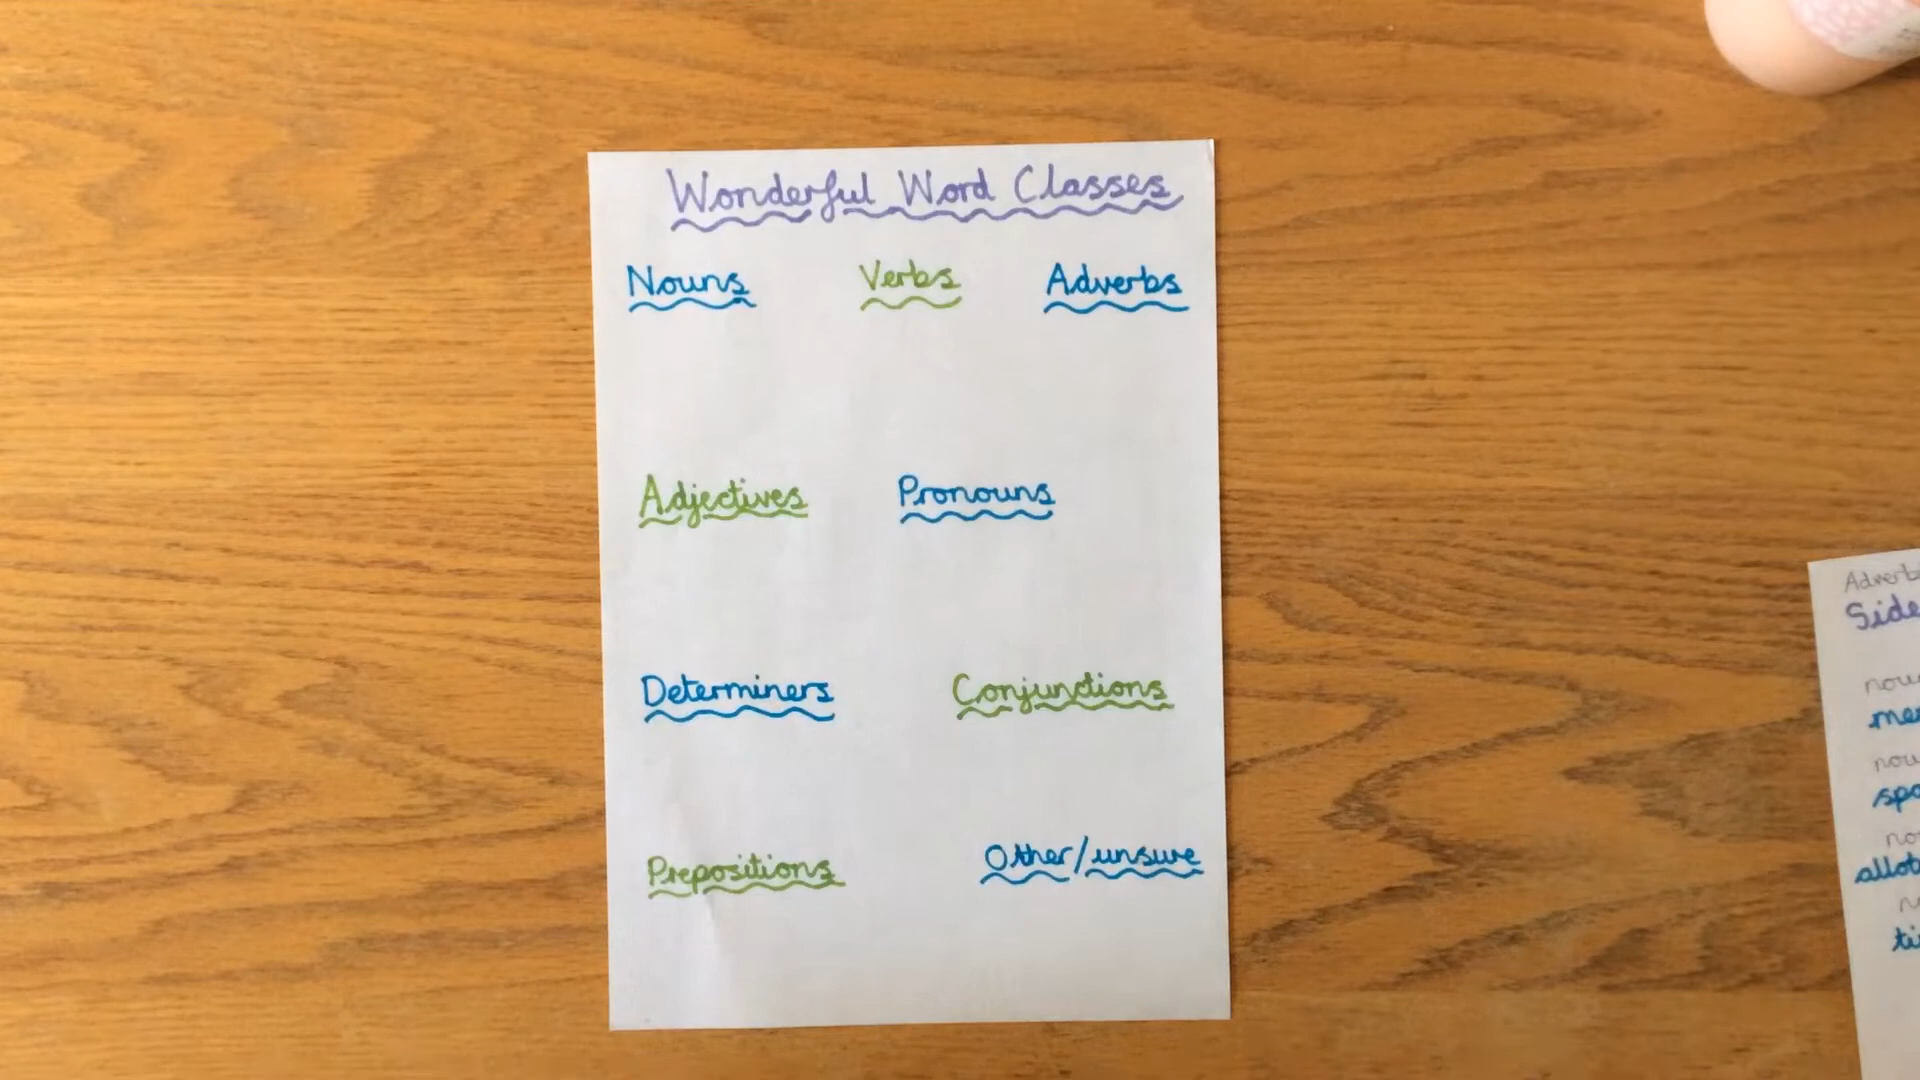 Wonderful Word Classes
Nouns Verbs Adverbs
Adjectives Pronouns
Determiners Conjunctions
Prepositions Other/unsure